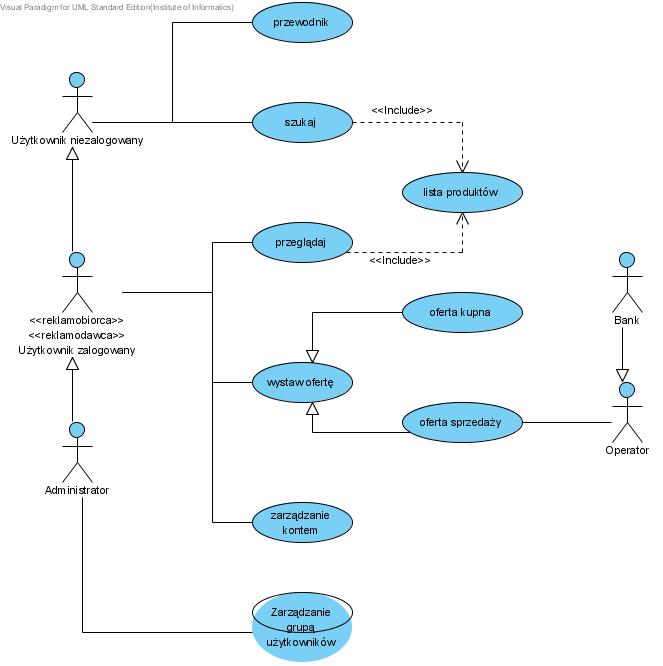 Visual Paradigm for UML Standard Edition(Institute of Informatics)
przewodnik
<<Include>>
szukaj
Użytkownik niezalogowany
lista produktów
przeglądaj
<<Include>>
oferta kupna
<<reklamobiorca>>
<<reklamodawca>>
Użytkownik zalogowany
Bank
wystaw ofertę
oferta sprzedaży
Operator
Administrator
zarządzanie
kontem
Zarządzanie
grupą
użytkowników